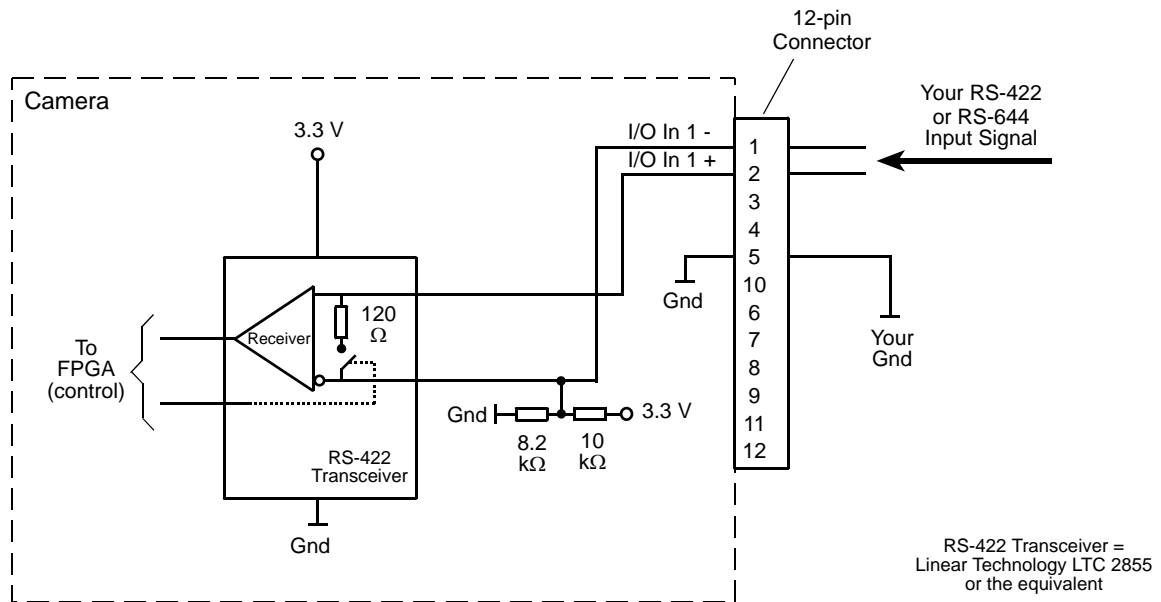 12-pin
Connector
Camera
Your RS-422
or RS-644
Input Signal
3.3 V
I/O In 1 -
I/O In 1 +
1
2
3
4
5
10
6
7
8
9
11
12
Gnd
Your
Gnd
Receiver
120
Ω
To
FPGA
(control)
Gnd
3.3 V
8.2
kΩ
10
kΩ
RS-422
Transceiver
Gnd
RS-422 Transceiver =
Linear Technology LTC 2855
or the equivalent